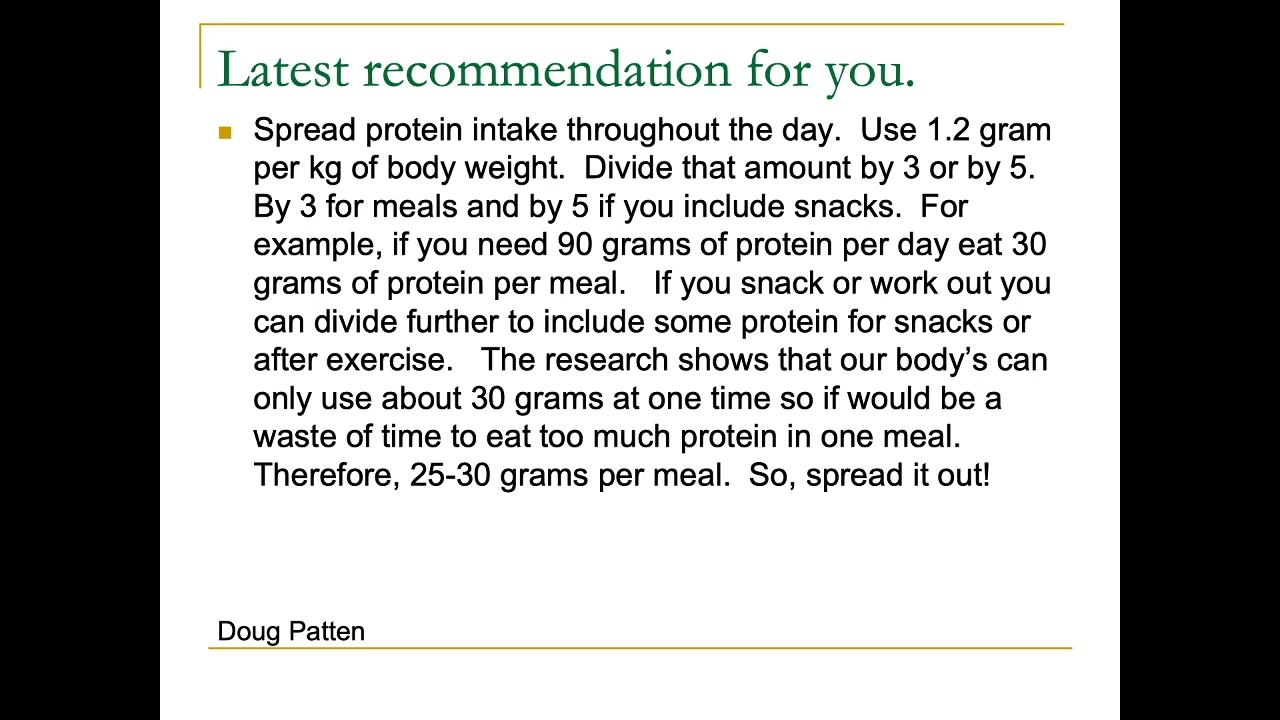 Latest recommendation for you.
Spread protein intake throughout the day.  Use 1.2 gram
per kg of body weight.  Divide that amount by 3 or by 5.
By 3 for meals and by 5 if you include snacks.  For
example, if you need 90 grams of protein per day eat 30
grams of protein per meal.   If you snack or work out you
can divide further to include some protein for snacks or
after exercise.   The research shows that our body’s can
only use about 30 grams at one time so if would be a
waste of time to eat too much protein in one meal.
Therefore, 25-30 grams per meal.  So, spread it out!
Doug Patten